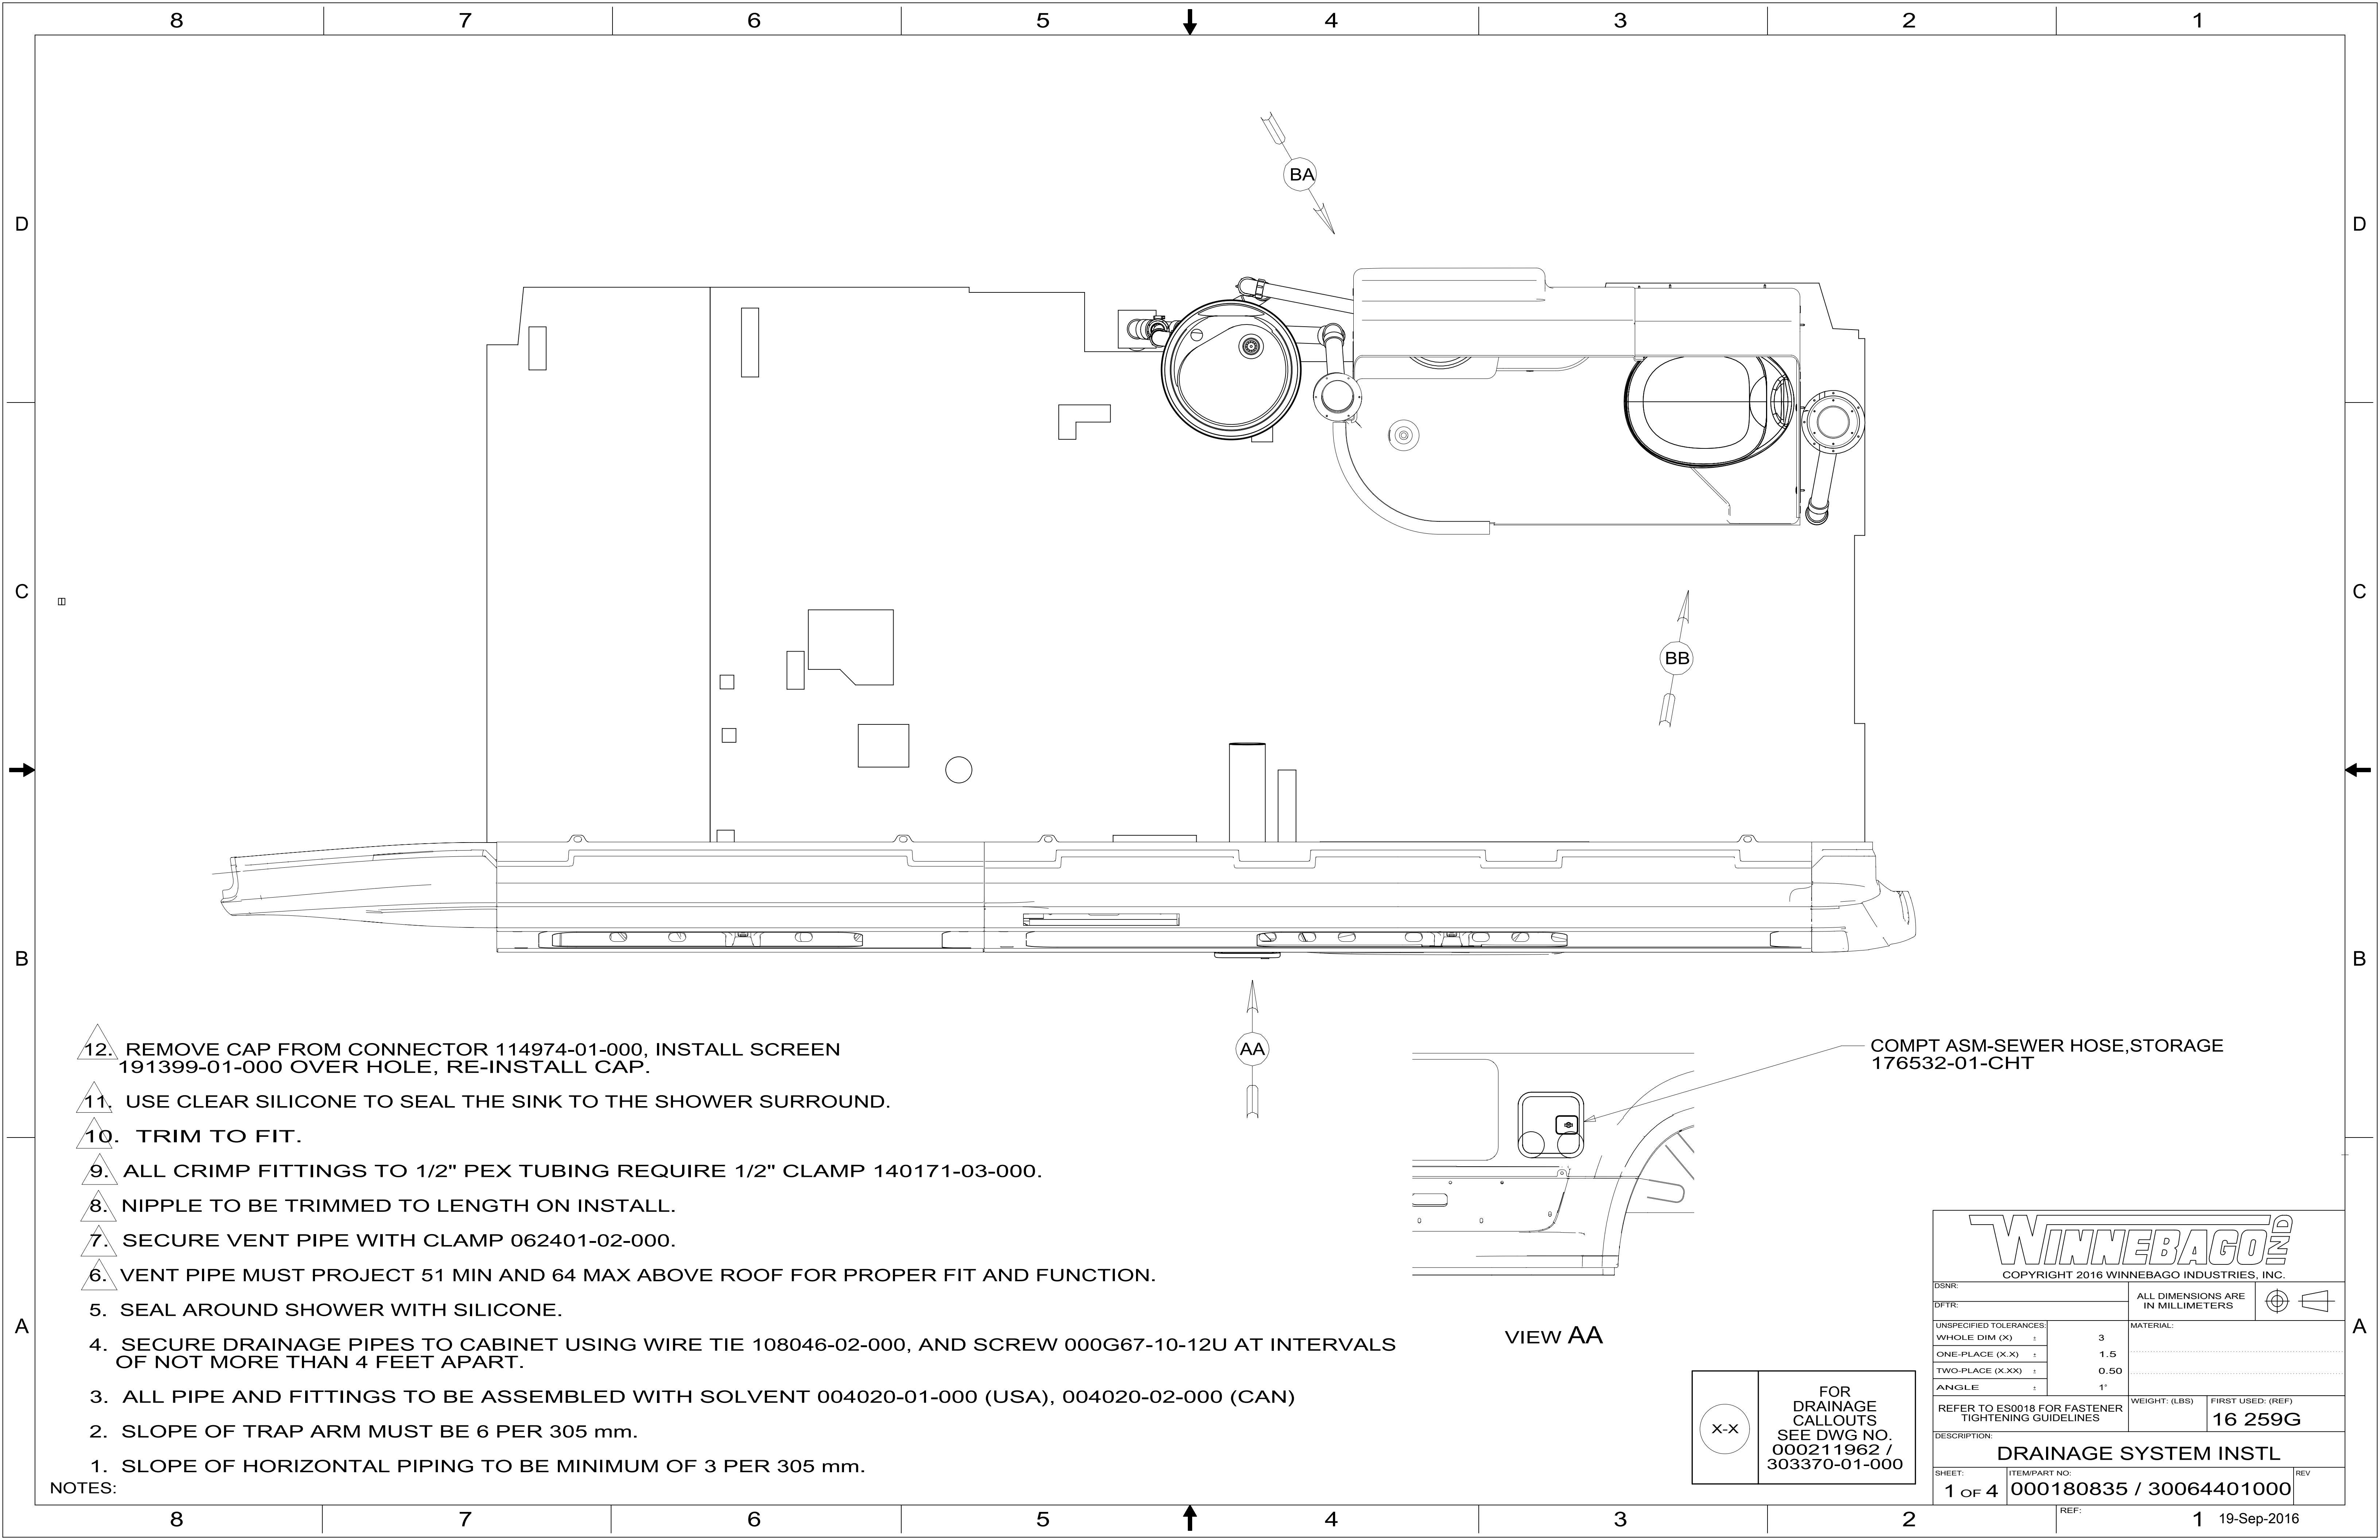 8 7 6 5 4 3 2 1
D D
BA
C C
BB
B B
AA
12. REMOVE CAP FROM CONNECTOR 114974-01-000, INSTALL SCREEN
191399-01-000 OVER HOLE, RE-INSTALL CAP.
11. USE CLEAR SILICONE TO SEAL THE SINK TO THE SHOWER SURROUND.
10. TRIM TO FIT.
9. ALL CRIMP FITTINGS TO 1/2" PEX TUBING REQUIRE 1/2" CLAMP 140171-03-000.
8. NIPPLE TO BE TRIMMED TO LENGTH ON INSTALL.
7. SECURE VENT PIPE WITH CLAMP 062401-02-000.
6. VENT PIPE MUST PROJECT 51 MIN AND 64 MAX ABOVE ROOF FOR PROPER FIT AND FUNCTION.
5. SEAL AROUND SHOWER WITH SILICONE.
4. SECURE DRAINAGE PIPES TO CABINET USING WIRE TIE 108046-02-000, AND SCREW 000G67-10-12U AT INTERVALS
OF NOT MORE THAN 4 FEET APART.
3. ALL PIPE AND FITTINGS TO BE ASSEMBLED WITH SOLVENT 004020-01-000 (USA), 004020-02-000 (CAN)
2. SLOPE OF TRAP ARM MUST BE 6 PER 305 mm.
1. SLOPE OF HORIZONTAL PIPING TO BE MINIMUM OF 3 PER 305 mm.
NOTES:
COMPT ASM-SEWER HOSE,STORAGE
176532-01-CHT
VIEW AA
A A
X-X
FOR
DRAINAGE
CALLOUTS
SEE DWG NO.
000211962 /
303370-01-000
WINNEBAGO IND
COPYRIGHT 2016 WINNEBAGO INDUSTRIES, INC.
DSNR:
DFTR:
ALL DIMENSIONS ARE
IN MILLIMETERS
UNSPECIFIED TOLERANCES:
WHOLE DIM (X) ± 3
ONE-PLACE (X.X) ± 1.5
TWO-PLACE (X.XX) ± 0.50
ANGLE ± 1°
MATERIAL:
REFER TO ES0018 FOR FASTENER
TIGHTENING GUIDELINES
WEIGHT: (LBS)
FIRST USED: (REF)
16 259G
DESCRIPTION:
DRAINAGE SYSTEM INSTL
SHEET:
1 OF 4
ITEM/PART NO:
000180835 / 30064401000
REV
REF:
8 7 6 5 4 3 2 1
19-Sep-2016